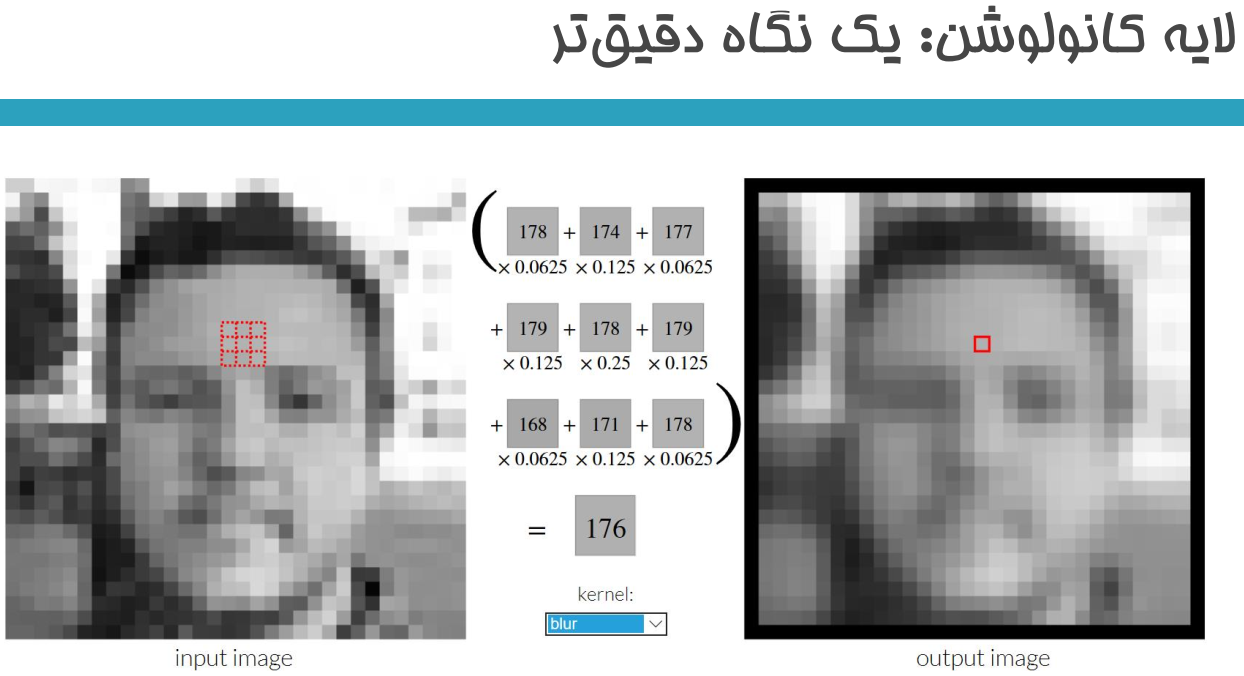 لایه کانولوشن: یک نگاه دقیق‌تر
( 178 + 174 + 177
× 0.0625 × 0.125 × 0.0625
+ 179 + 178 + 179
× 0.125 × 0.25 × 0.125
+ 168 + 171 + 178 )
× 0.0625 × 0.125 × 0.0625
= 176
kernel:
blur
input image
output image